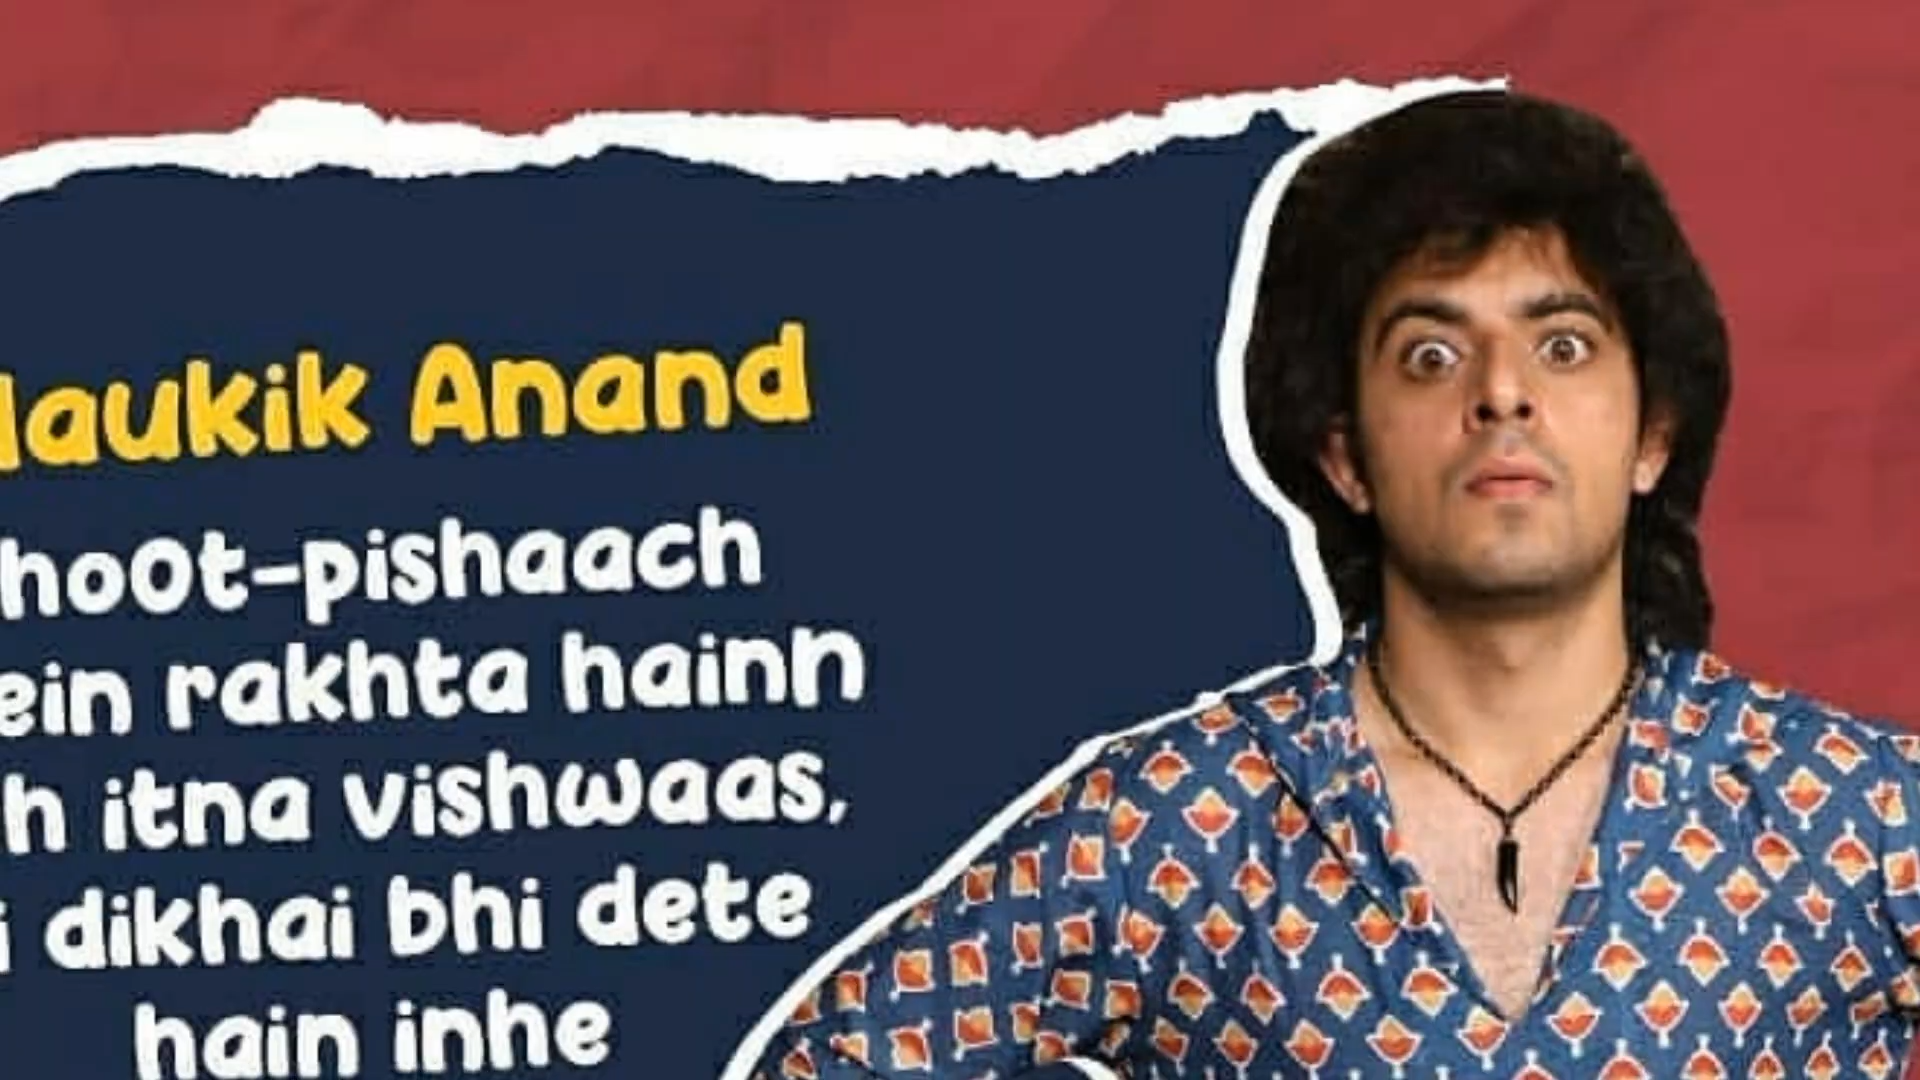 laukik Anand
hoot-pishaach
ein rakhta hainn
h itna vishwaas,
i dikhai bhi dete
hain inhe